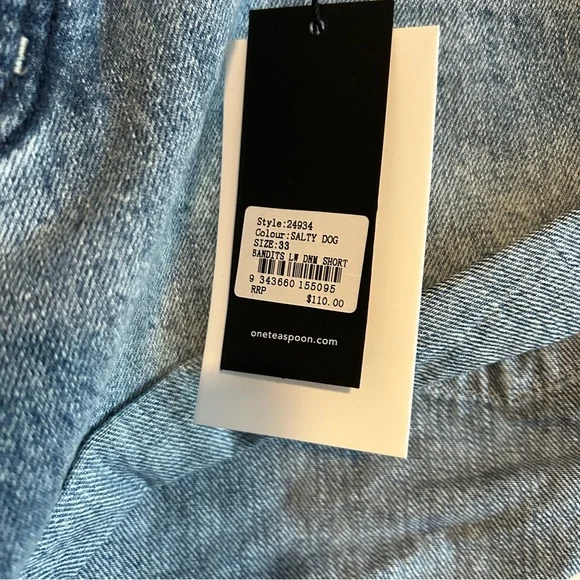 Style:24934
Colour:SALTY DOG
SIZE:33
BANDITS LW DNM SHORT
9 343660 155095
RRP $110.00
oneteaspoon.com